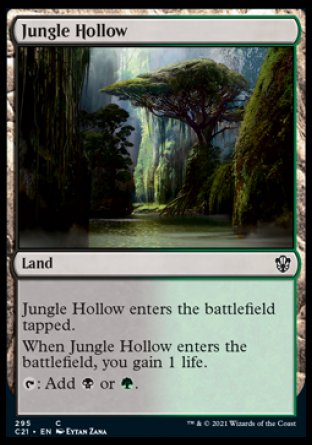 Jungle Hollow
Land
Jungle Hollow enters the battlefield
tapped.
When Jungle Hollow enters the
battlefield, you gain 1 life.
: Add or .
295 C
C21 • EN Eytan Zana
™ & © 2021 Wizards of the Coast